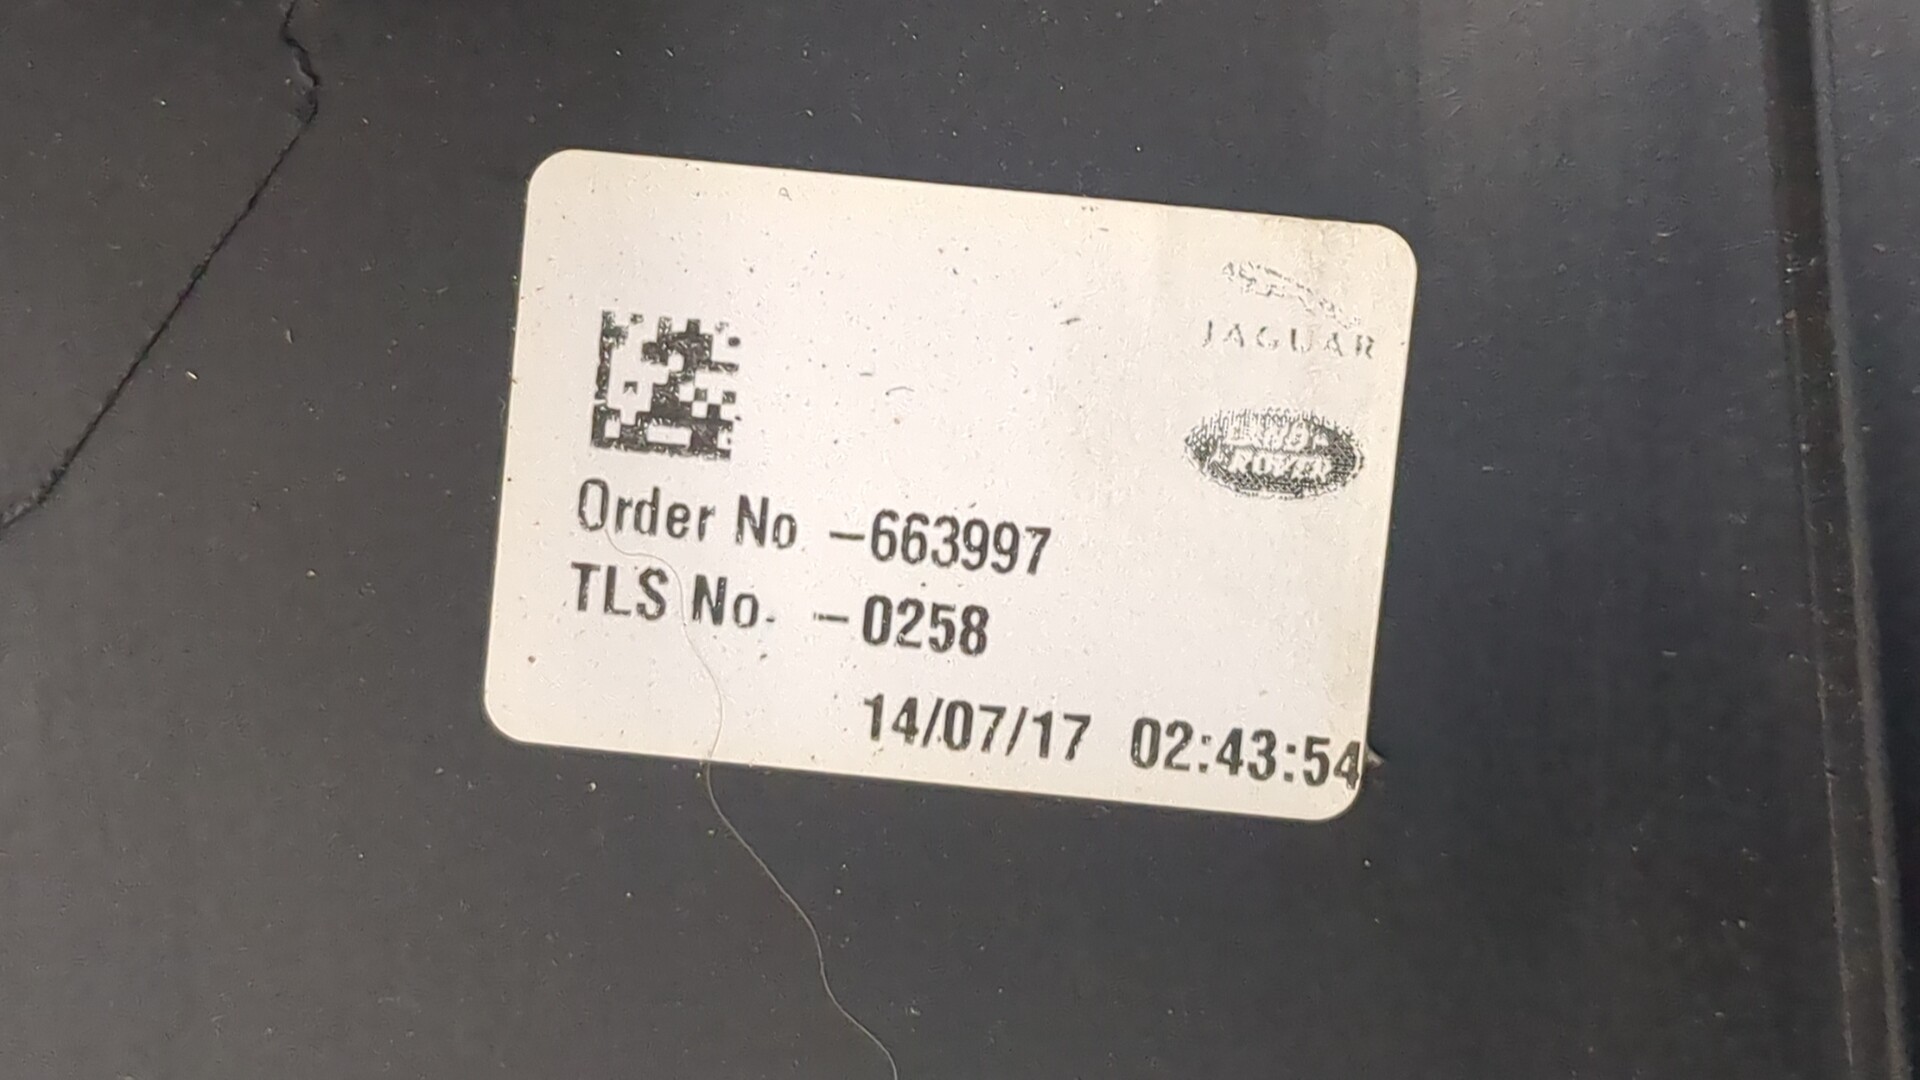 JAGUAR
LAND-
ROVER
Order No -663997
TLS No. -0258
14/07/17 02:43:54